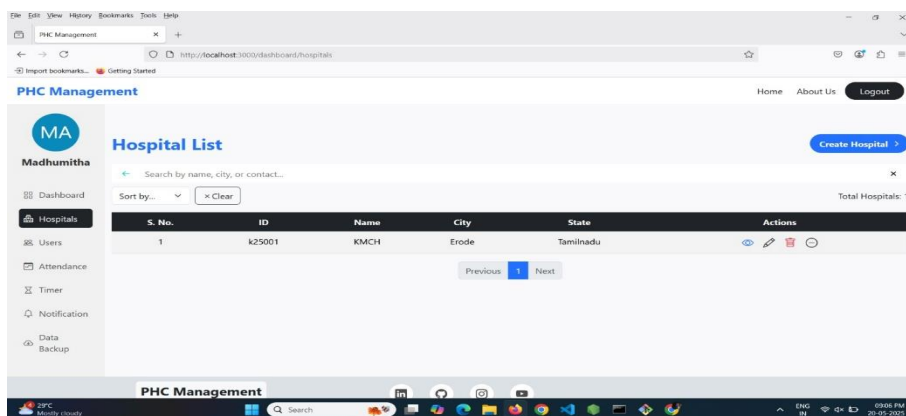 File Edit View History Bookmarks Tools Help
PHC Management
http://localhost:3000/dashboard/hospitals
Import bookmarks... Getting Started
PHC Management Home About Us Logout
MA
Madhumitha
Hospital List Create Hospital
Search by name, city, or contact...
Sort by... × Clear Total Hospitals:
Dashboard
Hospitals
Users
Attendance
Timer
Notification
Data
Backup
S. No. ID Name City State Actions
1 k25001 KMCH Erode Tamilnadu
Previous 1 Next
PHC Management
in
29°C
Mostly cloudy
Search
ENG
IN
09:06 PM
20-05-2025